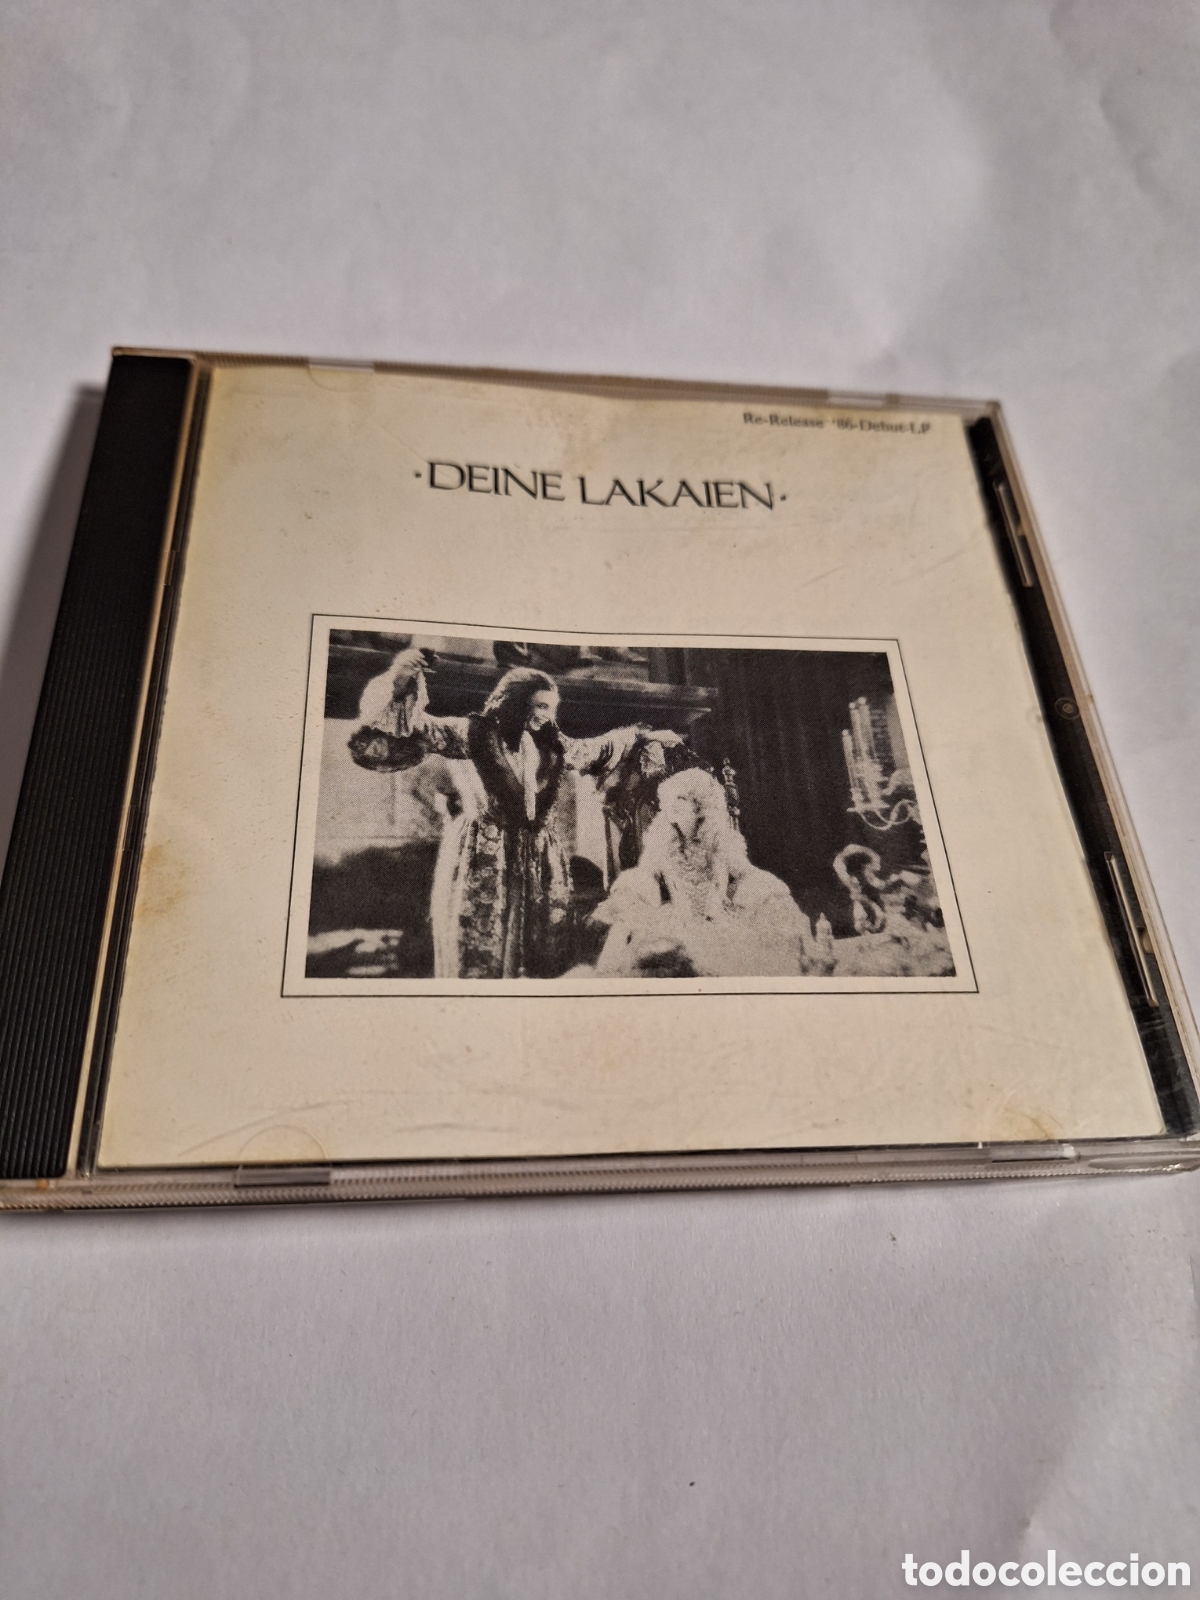 Re-Release '86-Debut-LP
·DEINE LAKAIEN·
todocoleccion